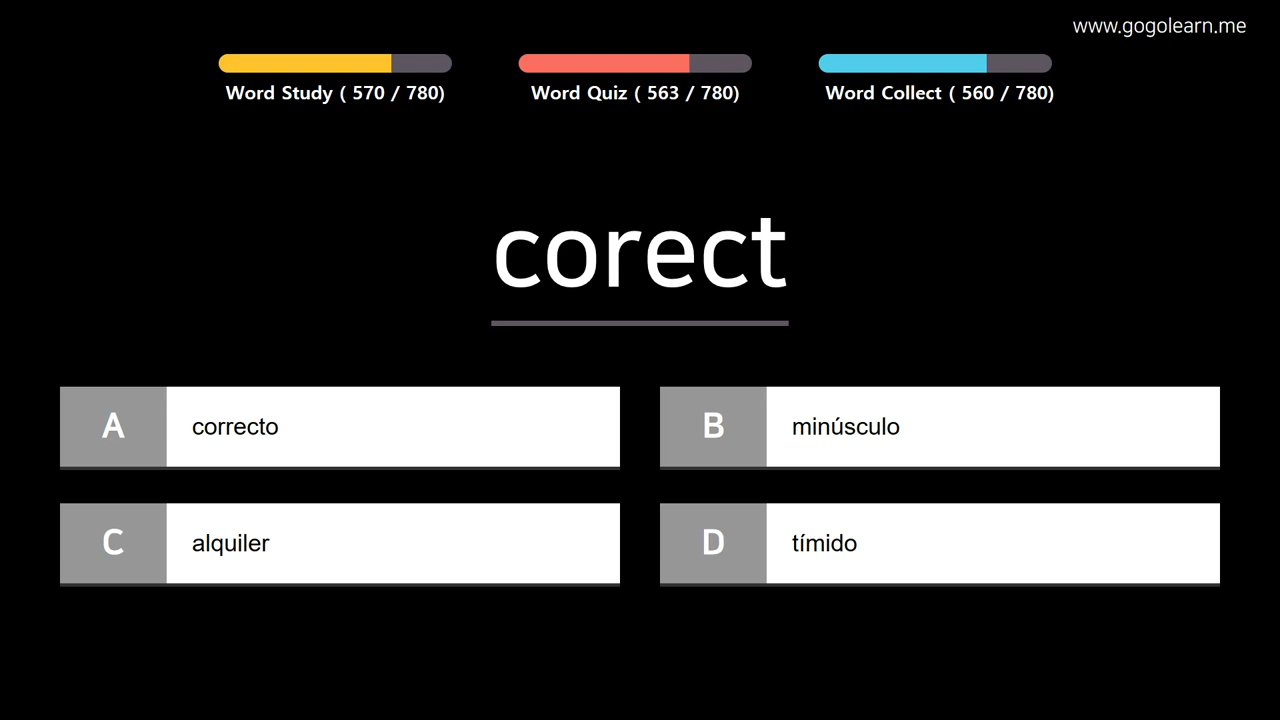 www.gogolearn.me
Word Study ( 570 / 780)
Word Quiz ( 563 / 780)
Word Collect ( 560 / 780)
corect
A correcto
B minúsculo
C alquiler
D tímido